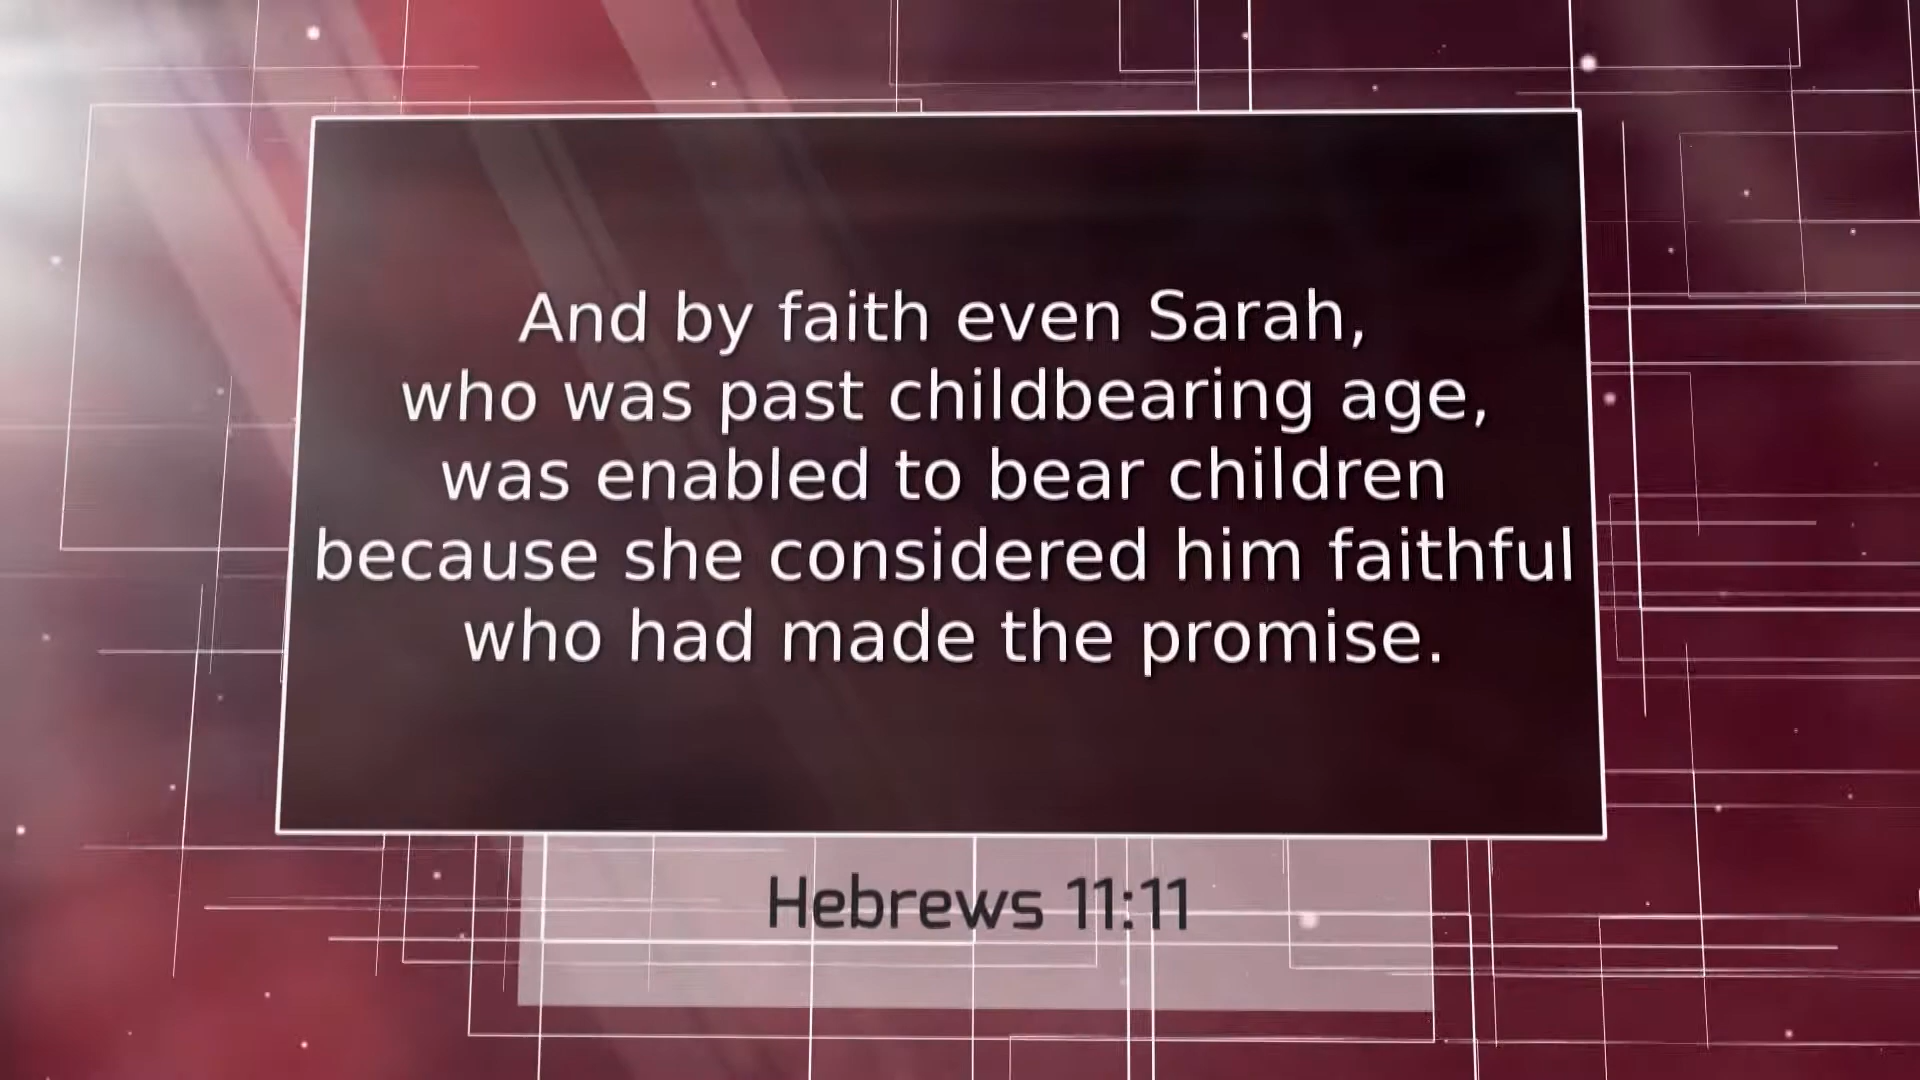 And by faith even Sarah,
who was past childbearing age,
was enabled to bear children
because she considered him faithful
who had made the promise.
Hebrews 11:11